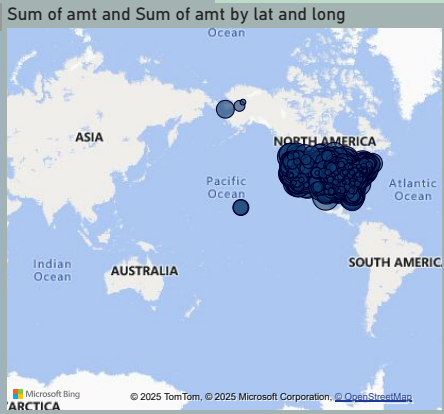 Sum of amt and Sum of amt by lat and long
Ocean
ASIA
NORTH AMERICA
Pacific
Ocean
Atlantic
Ocean
Indian
Ocean
AUSTRALIA
SOUTH AMERIC
Microsoft Bing
© 2025 TomTom, © 2025 Microsoft Corporation, © OpenStreetMap
TARCTICA